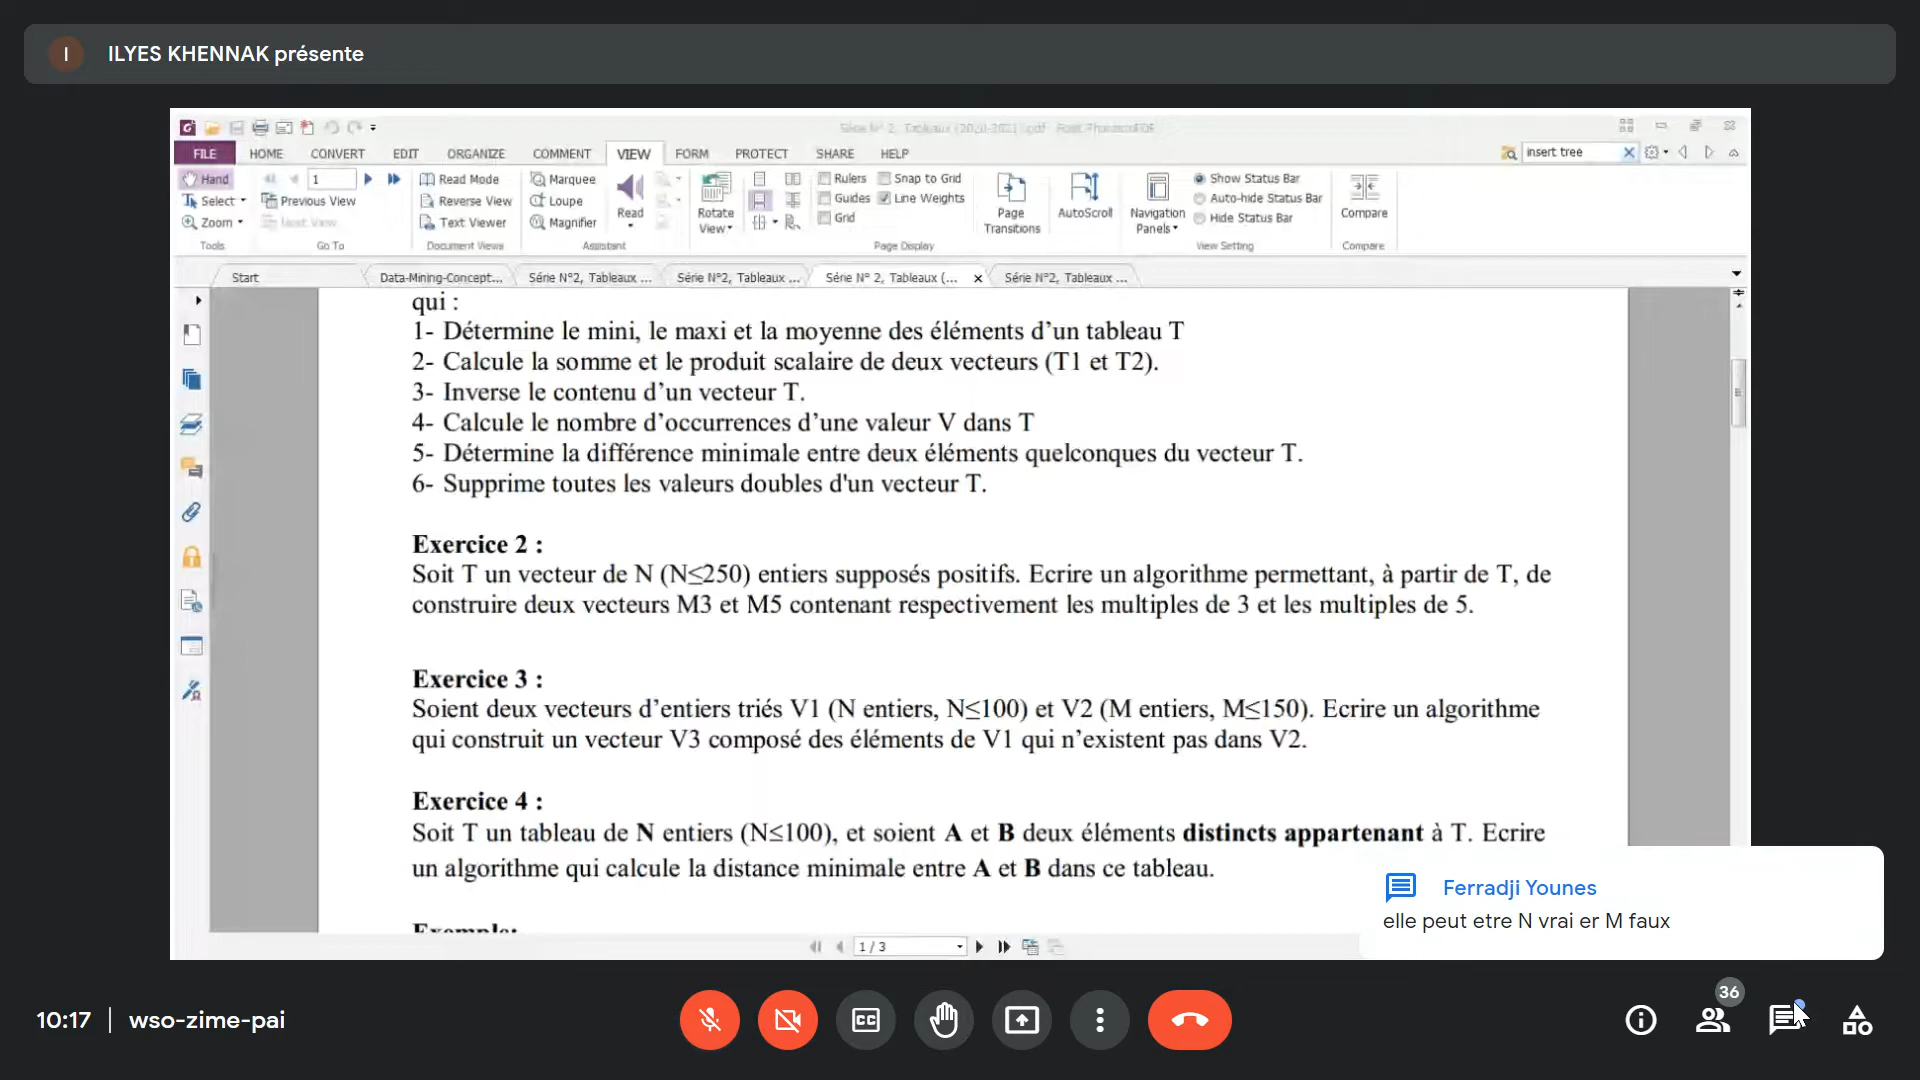 I
ILYES KHENNAK présente
Série N° 2, Tableaux (2020-2021).pdf - Foxit PhantomPDF
FILE HOME CONVERT EDIT ORGANIZE COMMENT VIEW FORM PROTECT SHARE HELP
insert tree
Hand
Select
Zoom
Tools
1
Previous View
Next View
Go To
Read Mode
Reverse View
Text Viewer
Document Views
Marquee
Loupe
Magnifier
Read
Assistant
Rotate
View
Rulers
Guides
Grid
Snap to Grid
Line Weights
Page Display
Page
Transitions
AutoScroll
Navigation
Panels
Show Status Bar
Auto-hide Status Bar
Hide Status Bar
View Setting
Compare
Compare
Start
Data-Mining-Concept...
Série N°2, Tableaux ...
Série N°2, Tableaux ...
Série N° 2, Tableaux (...
Série N°2, Tableaux ...
qui :
1- Détermine le mini, le maxi et la moyenne des éléments d’un tableau T
2- Calcule la somme et le produit scalaire de deux vecteurs (T1 et T2).
3- Inverse le contenu d’un vecteur T.
4- Calcule le nombre d’occurrences d’une valeur V dans T
5- Détermine la différence minimale entre deux éléments quelconques du vecteur T.
6- Supprime toutes les valeurs doubles d'un vecteur T.
Exercice 2 :
Soit T un vecteur de N (N≤250) entiers supposés positifs. Ecrire un algorithme permettant, à partir de T, de
construire deux vecteurs M3 et M5 contenant respectivement les multiples de 3 et les multiples de 5.
Exercice 3 :
Soient deux vecteurs d’entiers triés V1 (N entiers, N≤100) et V2 (M entiers, M≤150). Ecrire un algorithme
qui construit un vecteur V3 composé des éléments de V1 qui n’existent pas dans V2.
Exercice 4 :
Soit T un tableau de N entiers (N≤100), et soient A et B deux éléments distincts appartenant à T. Ecrire
un algorithme qui calcule la distance minimale entre A et B dans ce tableau.
Exemple:
Ferradji Younes
elle peut etre N vrai er M faux
1 / 3
10:17 | wso-zime-pai
CC
36